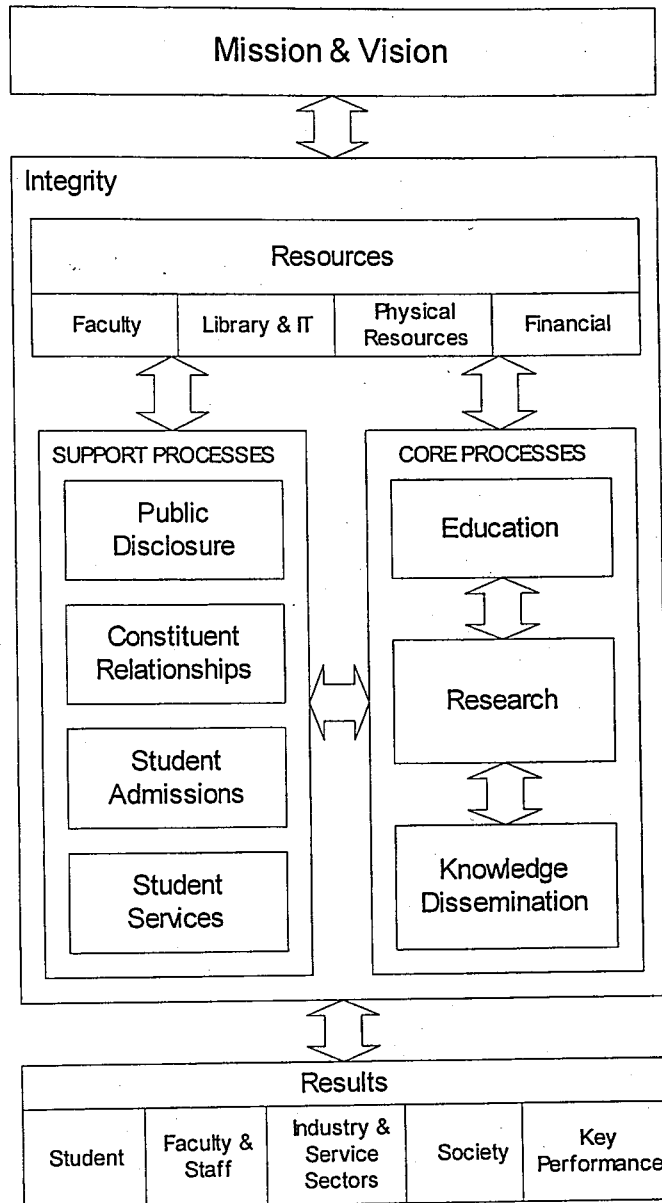 Mission & Vision
Integrity
Resources
Faculty
Library & IT
Physical
Resources
Financial
SUPPORT PROCESSES
Public
Disclosure
Constituent
Relationships
Student
Admissions
Student
Services
CORE PROCESSES
Education
Research
Knowledge
Dissemination
Results
Student
Faculty &
Staff
Industry &
Service
Sectors
Society
Key
Performance